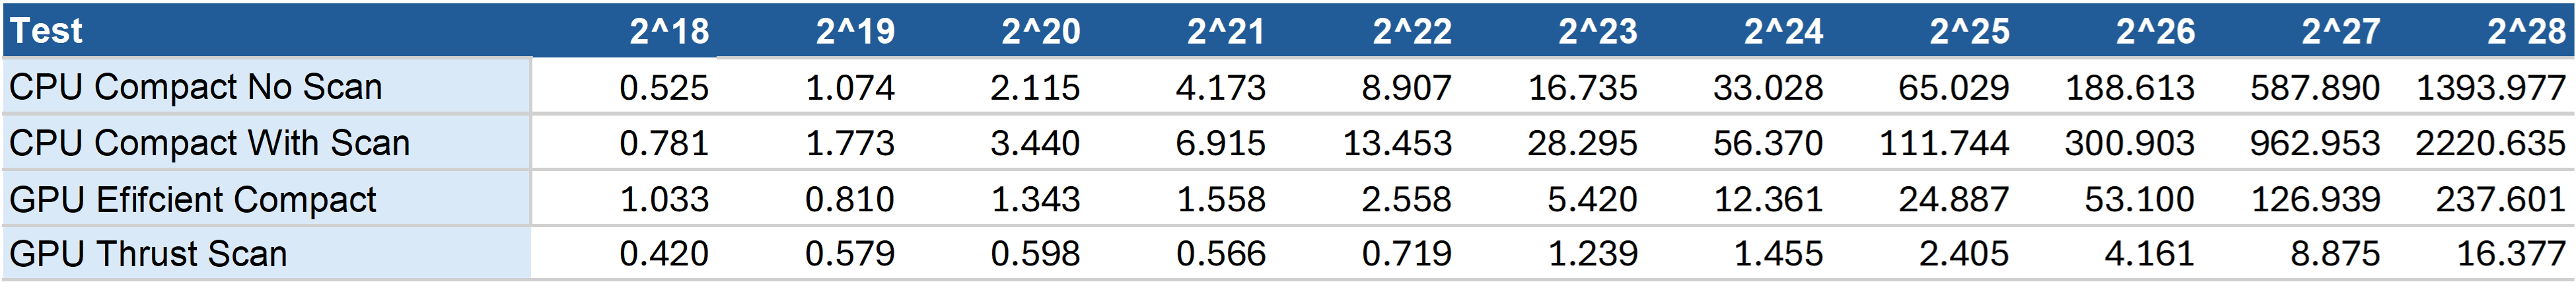 Test 2^18 2^19 2^20 2^21 2^22 2^23 2^24 2^25 2^26 2^27 2^28
CPU Compact No Scan 0.525 1.074 2.115 4.173 8.907 16.735 33.028 65.029 188.613 587.890 1393.977
CPU Compact With Scan 0.781 1.773 3.440 6.915 13.453 28.295 56.370 111.744 300.903 962.953 2220.635
GPU Efifcient Compact 1.033 0.810 1.343 1.558 2.558 5.420 12.361 24.887 53.100 126.939 237.601
GPU Thrust Scan 0.420 0.579 0.598 0.566 0.719 1.239 1.455 2.405 4.161 8.875 16.377